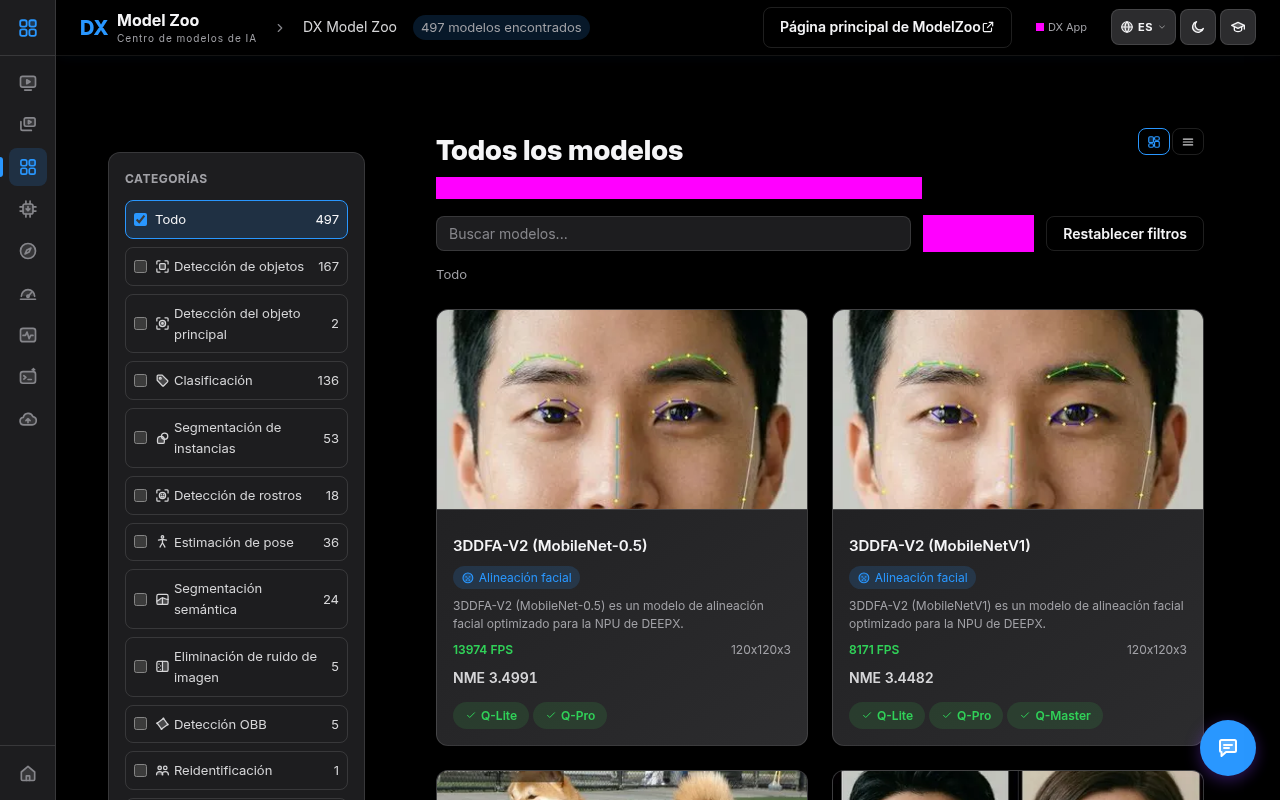 DX
Model Zoo
Centro de modelos de IA
DX Model Zoo
497 modelos encontrados
Página principal de ModelZoo
DX App
ES
CATEGORÍAS
Todo 497
Detección de objetos 167
Detección del objeto
principal 2
Clasificación 136
Segmentación de
instancias 53
Detección de rostros 18
Estimación de pose 36
Segmentación
semántica 24
Eliminación de ruido de
imagen 5
Detección OBB 5
Reidentificación 1
Todos los modelos
Buscar modelos...
Restablecer filtros
Todo
3DDFA-V2 (MobileNet-0.5)
Alineación facial
3DDFA-V2 (MobileNet-0.5) es un modelo de alineación
facial optimizado para la NPU de DEEPX.
13974 FPS 120x120x3
NME 3.4991
Q-Lite Q-Pro
3DDFA-V2 (MobileNetV1)
Alineación facial
3DDFA-V2 (MobileNetV1) es un modelo de alineación facial
optimizado para la NPU de DEEPX.
8171 FPS 120x120x3
NME 3.4482
Q-Lite Q-Pro Q-Master